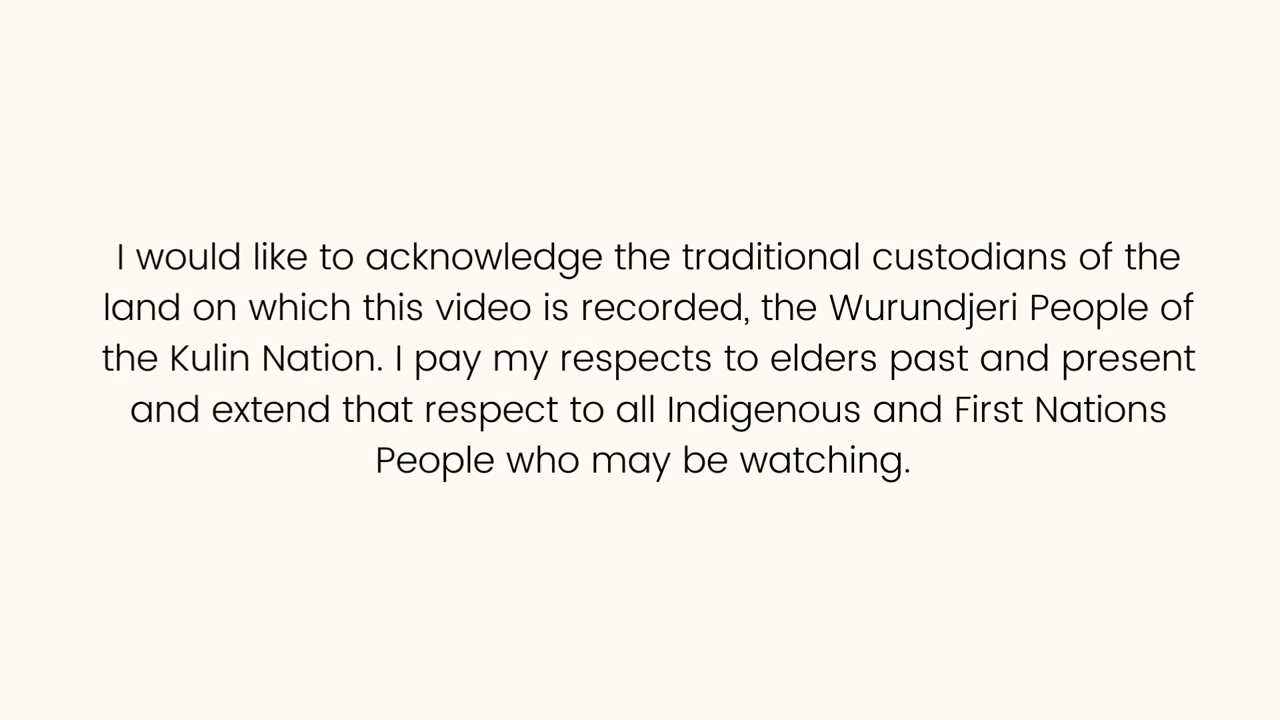 I would like to acknowledge the traditional custodians of the
land on which this video is recorded, the Wurundjeri People of
the Kulin Nation. I pay my respects to elders past and present
and extend that respect to all Indigenous and First Nations
People who may be watching.